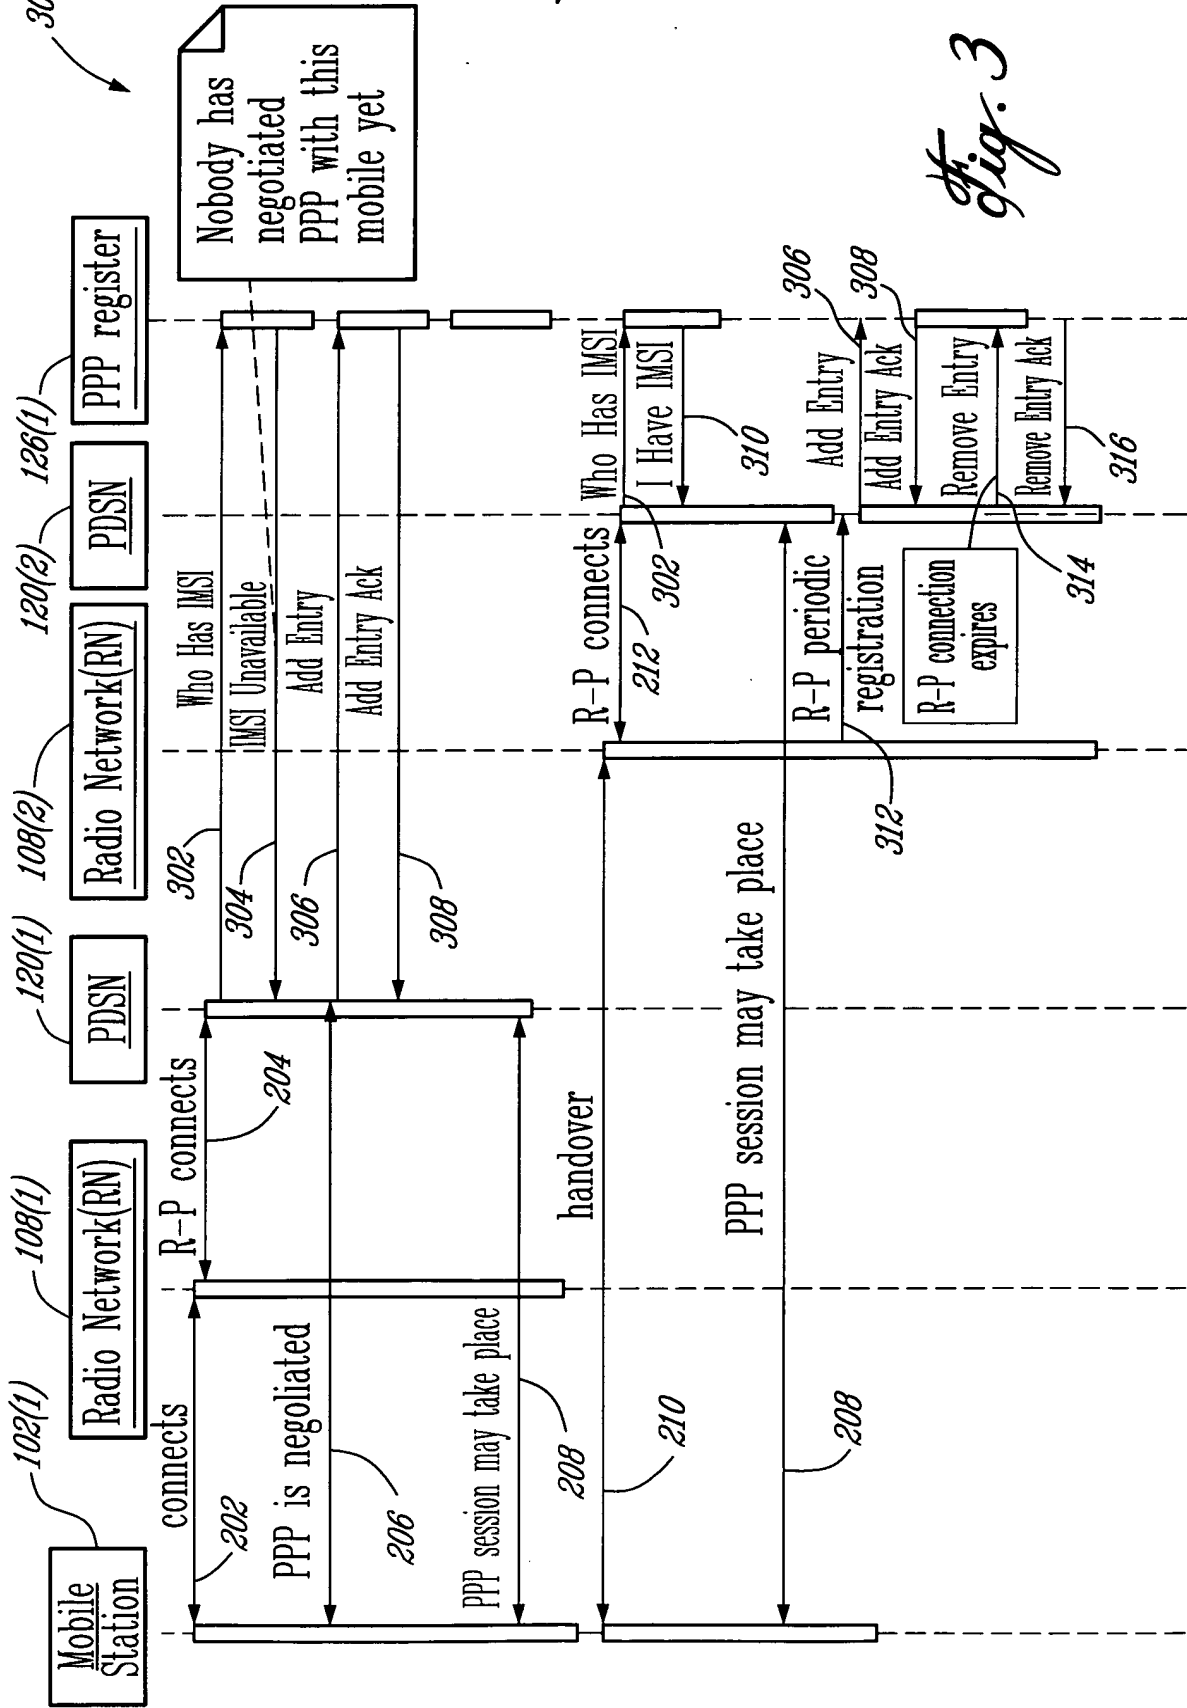 Mobile
Station
102(1)
Radio Network(RN)
108(1)
PDSN
120(1)
Radio Network(RN)
108(2)
PDSN
120(2)
PPP register
126(1)
Nobody has
negotiated
PPP with this
mobile yet
connects
202
R-P connects
204
Who Has IMSI
302
IMSI Unavailable
304
PPP is negoliated
206
Add Entry
306
Add Entry Ack
308
PPP session may take place
208
handover
210
R-P connects
212
Who Has IMSI
302
I Have IMSI
310
PPP session may take place
208
R-P periodic
registration
312
Add Entry
306
Add Entry Ack
308
R-P connection
expires
Remove Entry
314
Remove Entry Ack
316
Fig. 3